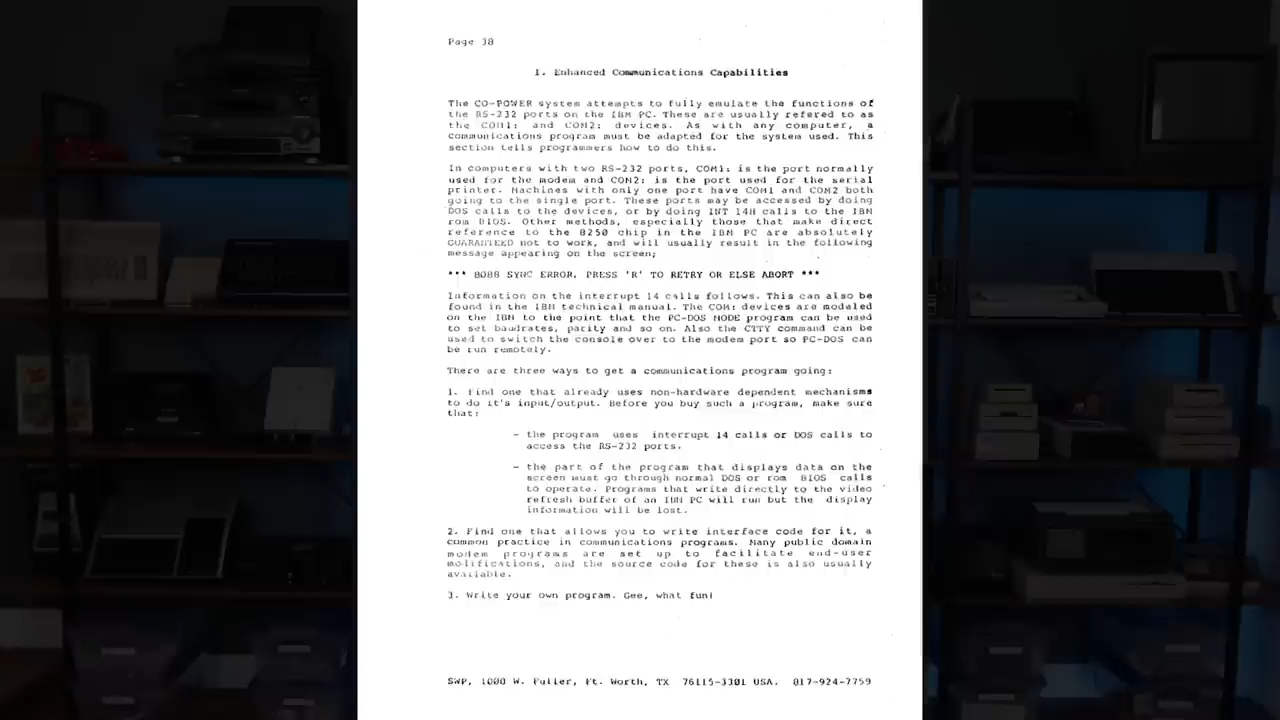 Page 38
I. Enhanced Communications Capabilities
The CO-POWER system attempts to fully emulate the functions of
the RS-232 ports on the IBM PC. These are usually refered to as
the COM1: and COM2: devices. As with any computer, a
communications program must be adapted for the system used. This
section tells programmers how to do this.
In computers with two RS-232 ports, COM1: is the port normally
used for the modem and COM2: is the port used for the serial
printer. Machines with only one port have COM1 and COM2 both
going to the single port. These ports may be accessed by doing
DOS calls to the devices, or by doing INT 14H calls to the IBM
rom BIOS. Other methods, especially those that make direct
reference to the 8250 chip in the IBM PC are absolutely
GUARANTEED not to work, and will usually result in the following
message appearing on the screen;
*** 8088 SYNC ERROR, PRESS 'R' TO RETRY OR ELSE ABORT ***
Information on the interrupt 14 calls follows. This can also be
found in the IBM technical manual. The COM: devices are modeled
on the IBM to the point that the PC-DOS MODE program can be used
to set baudrates, parity and so on. Also the CTTY command can be
used to switch the console over to the modem port so PC-DOS can
be run remotely.
There are three ways to get a communications program going:
1. Find one that already uses non-hardware dependent mechanisms
to do it's input/output. Before you buy such a program, make sure
that:
- the program uses interrupt 14 calls or DOS calls to
access the RS-232 ports.
- the part of the program that displays data on the
screen must go through normal DOS or rom BIOS calls
to operate. Programs that write directly to the video
refresh buffer of an IBM PC will run but the display
information will be lost.
2. Find one that allows you to write interface code for it, a
common practice in communications programs. Many public domain
modem programs are set up to facilitate end-user
modifications, and the source code for these is also usually
available.
3. Write your own program. Gee, what fun!
SWP, 1000 W. Fuller, Ft. Worth, TX 76115-3301 USA. 817-924-7759